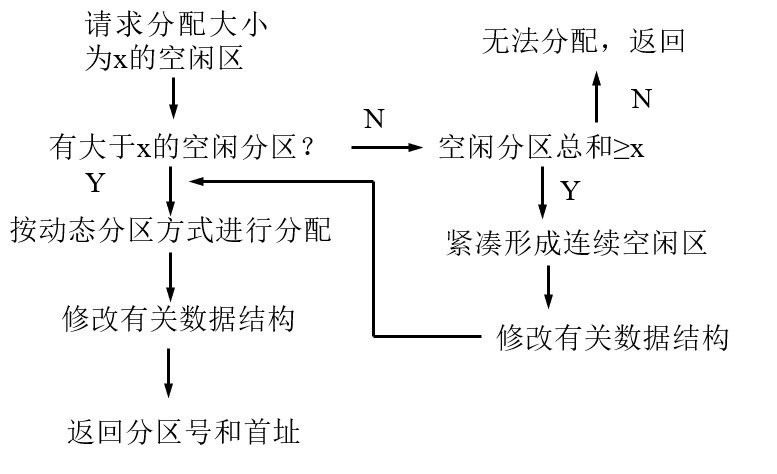 请求分配大小
为x的空闲区
无法分配，返回
N
N
有大于x的空闲分区？
空闲分区总和≥x
Y
Y
按动态分区方式进行分配
紧凑形成连续空闲区
修改有关数据结构
修改有关数据结构
返回分区号和首址